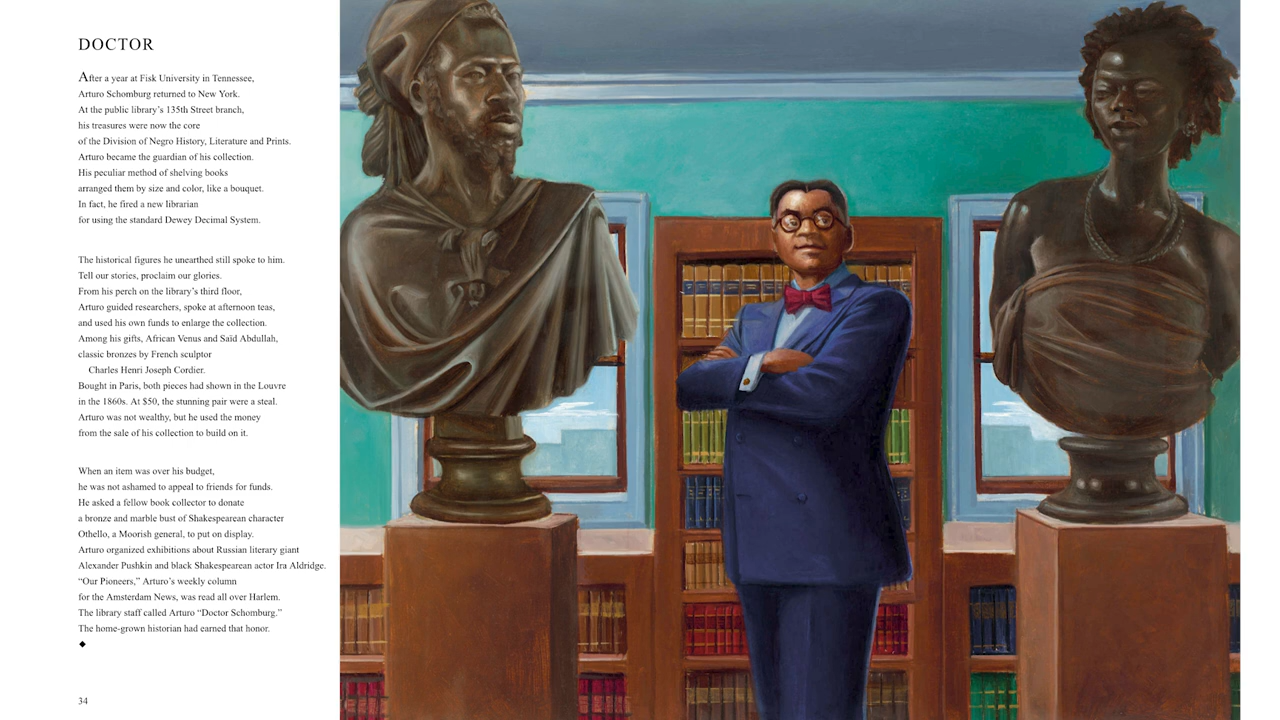 DOCTOR
After a year at Fisk University in Tennessee,
Arturo Schomburg returned to New York.
At the public library’s 135th Street branch,
his treasures were now the core
of the Division of Negro History, Literature and Prints.
Arturo became the guardian of his collection.
His peculiar method of shelving books
arranged them by size and color, like a bouquet.
In fact, he fired a new librarian
for using the standard Dewey Decimal System.
The historical figures he unearthed still spoke to him.
Tell our stories, proclaim our glories.
From his perch on the library’s third floor,
Arturo guided researchers, spoke at afternoon teas,
and used his own funds to enlarge the collection.
Among his gifts, African Venus and Saïd Abdullah,
classic bronzes by French sculptor
Charles Henri Joseph Cordier.
Bought in Paris, both pieces had shown in the Louvre
in the 1860s. At $50, the stunning pair were a steal.
Arturo was not wealthy, but he used the money
from the sale of his collection to build on it.
When an item was over his budget,
he was not ashamed to appeal to friends for funds.
He asked a fellow book collector to donate
a bronze and marble bust of Shakespearean character
Othello, a Moorish general, to put on display.
Arturo organized exhibitions about Russian literary giant
Alexander Pushkin and black Shakespearean actor Ira Aldridge.
“Our Pioneers,” Arturo’s weekly column
for the Amsterdam News, was read all over Harlem.
The library staff called Arturo “Doctor Schomburg.”
The home-grown historian had earned that honor.
◆
34